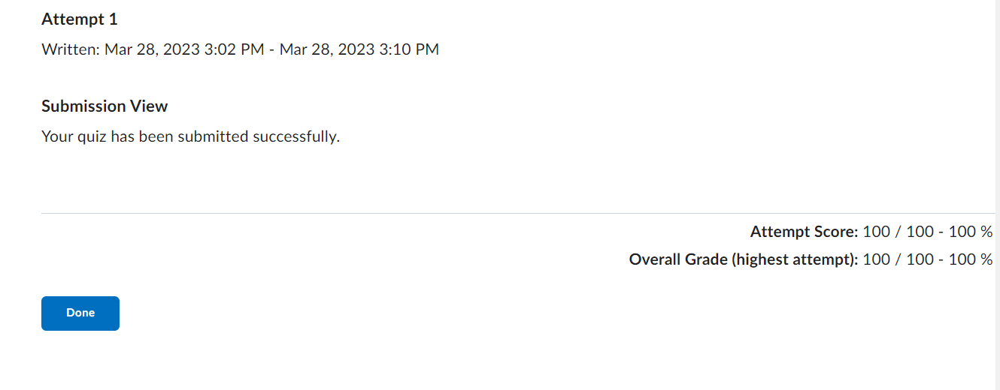 Attempt 1
Written: Mar 28, 2023 3:02 PM - Mar 28, 2023 3:10 PM
Submission View
Your quiz has been submitted successfully.
Attempt Score: 100 / 100 - 100 %
Overall Grade (highest attempt): 100 / 100 - 100 %
Done